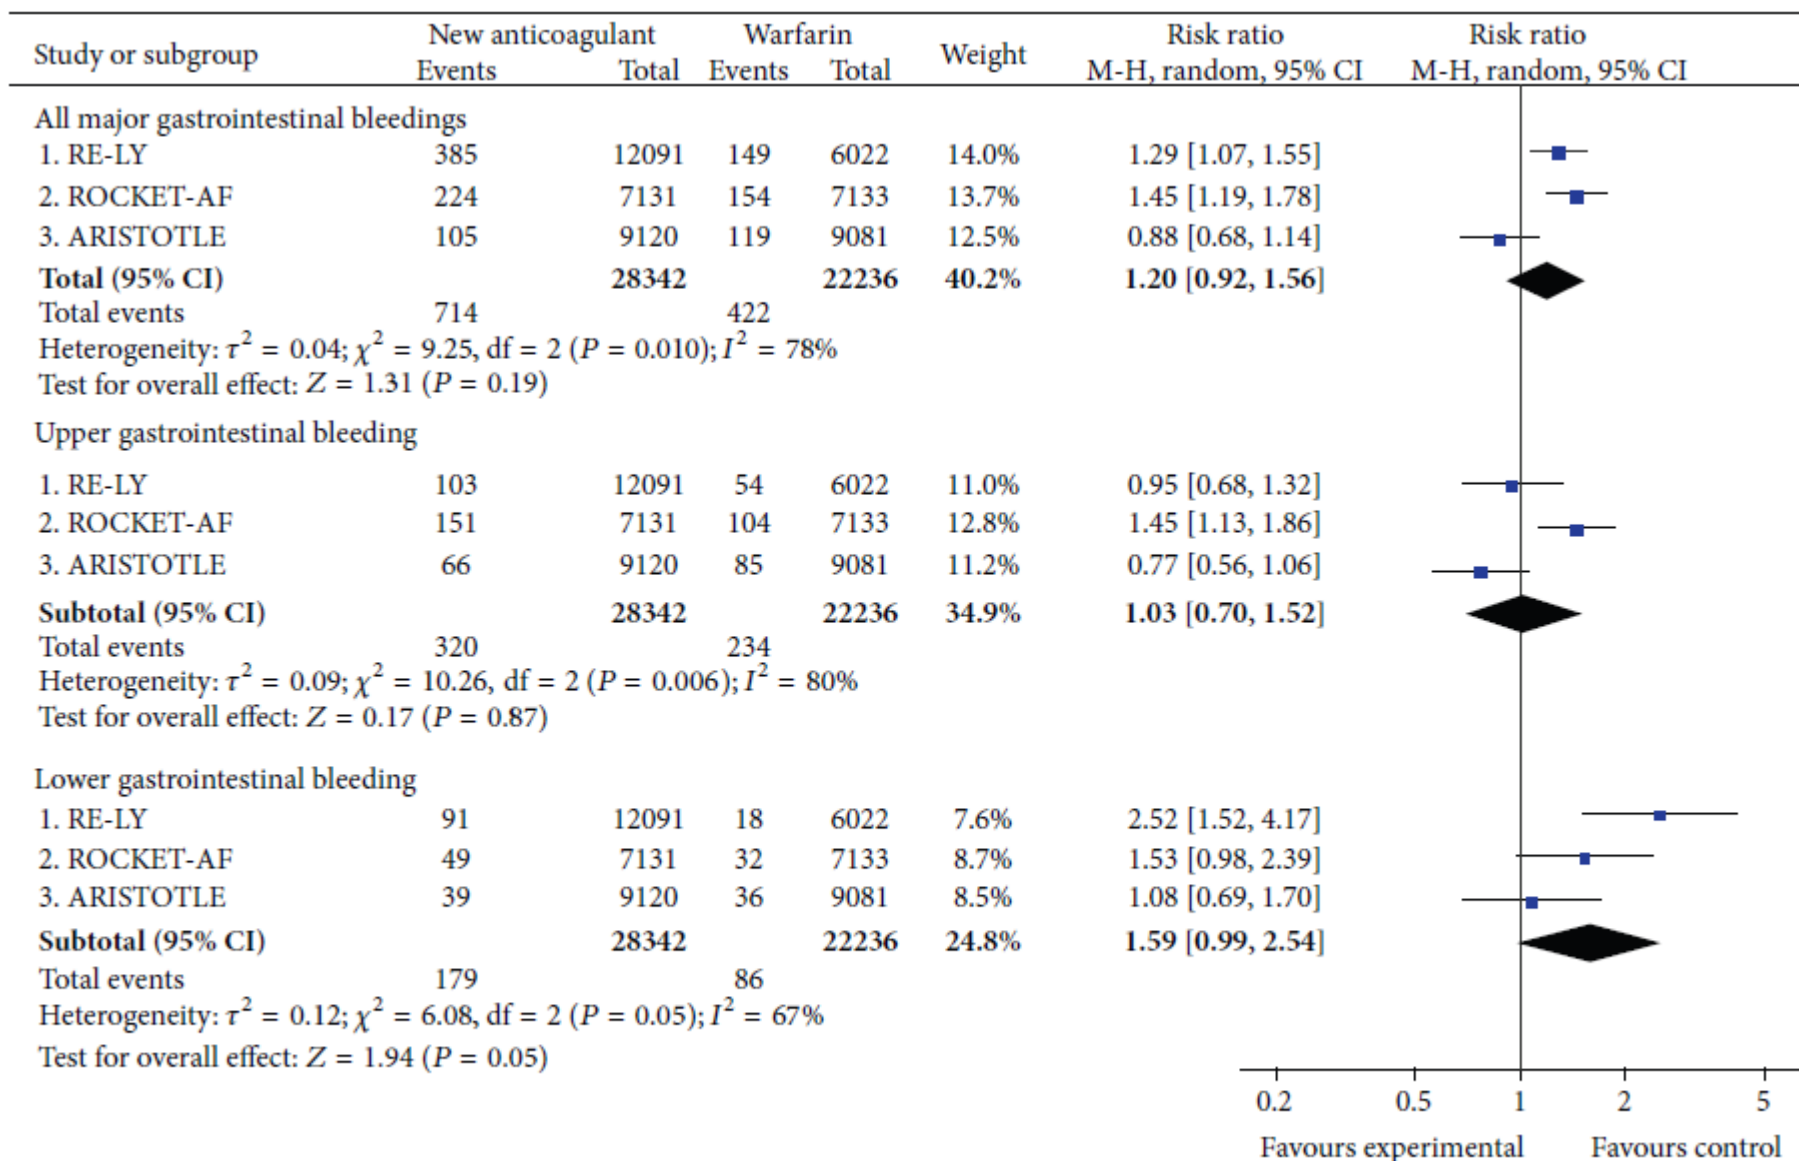 Study or subgroup New anticoagulant Warfarin Weight Risk ratio Risk ratio
Events Total Events Total M-H, random, 95% CI M-H, random, 95% CI
All major gastrointestinal bleedings
1. RE-LY 385 12091 149 6022 14.0% 1.29 [1.07, 1.55]
2. ROCKET-AF 224 7131 154 7133 13.7% 1.45 [1.19, 1.78]
3. ARISTOTLE 105 9120 119 9081 12.5% 0.88 [0.68, 1.14]
Total (95% CI) 28342 22236 40.2% 1.20 [0.92, 1.56]
Total events 714 422
Heterogeneity: τ² = 0.04; χ² = 9.25, df = 2 (P = 0.010); I² = 78%
Test for overall effect: Z = 1.31 (P = 0.19)
Upper gastrointestinal bleeding
1. RE-LY 103 12091 54 6022 11.0% 0.95 [0.68, 1.32]
2. ROCKET-AF 151 7131 104 7133 12.8% 1.45 [1.13, 1.86]
3. ARISTOTLE 66 9120 85 9081 11.2% 0.77 [0.56, 1.06]
Subtotal (95% CI) 28342 22236 34.9% 1.03 [0.70, 1.52]
Total events 320 234
Heterogeneity: τ² = 0.09; χ² = 10.26, df = 2 (P = 0.006); I² = 80%
Test for overall effect: Z = 0.17 (P = 0.87)
Lower gastrointestinal bleeding
1. RE-LY 91 12091 18 6022 7.6% 2.52 [1.52, 4.17]
2. ROCKET-AF 49 7131 32 7133 8.7% 1.53 [0.98, 2.39]
3. ARISTOTLE 39 9120 36 9081 8.5% 1.08 [0.69, 1.70]
Subtotal (95% CI) 28342 22236 24.8% 1.59 [0.99, 2.54]
Total events 179 86
Heterogeneity: τ² = 0.12; χ² = 6.08, df = 2 (P = 0.05); I² = 67%
Test for overall effect: Z = 1.94 (P = 0.05)
0.2 0.5 1 2 5
Favours experimental Favours control